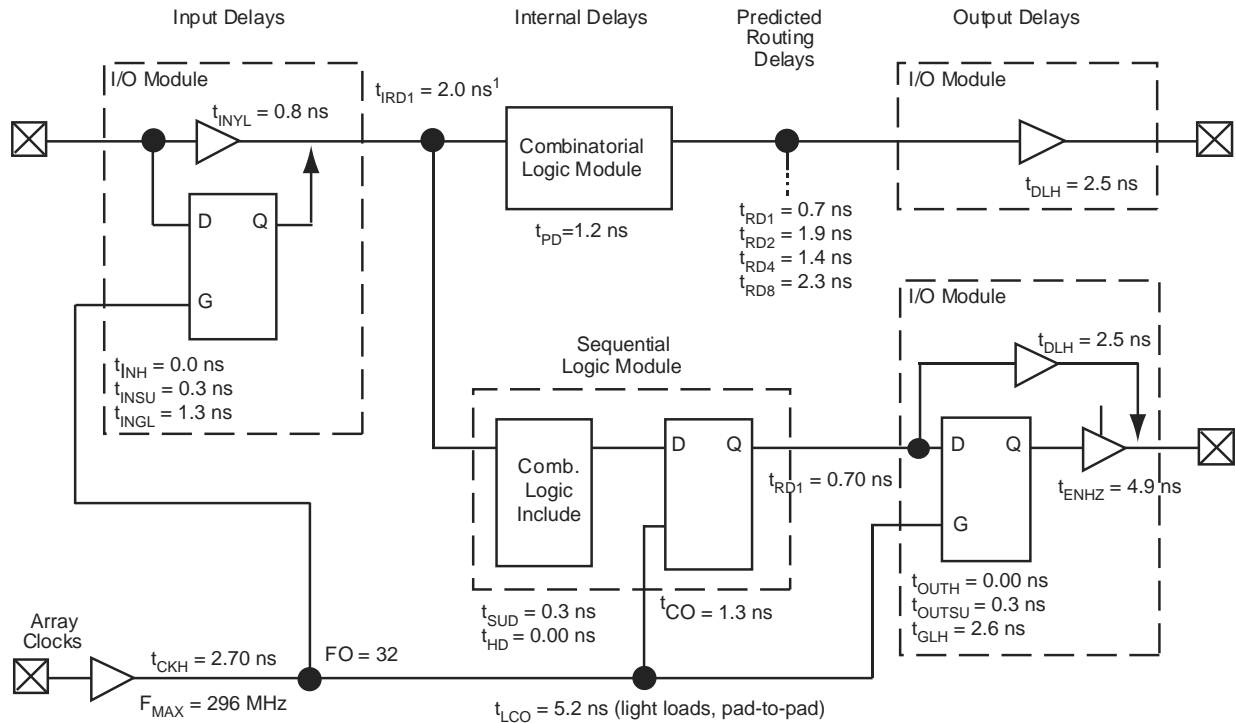 Input Delays
Internal Delays
Predicted
Routing
Delays
Output Delays
I/O Module
tINYL = 0.8 ns
tIRD1 = 2.0 ns1
Combinatorial
Logic Module
tPD=1.2 ns
I/O Module
tDLH = 2.5 ns
D
Q
G
tRD1 = 0.7 ns
tRD2 = 1.9 ns
tRD4 = 1.4 ns
tRD8 = 2.3 ns
tINH = 0.0 ns
tINSU = 0.3 ns
tINGL = 1.3 ns
Sequential
Logic Module
Comb.
Logic
Include
D
Q
tRD1 = 0.70 ns
I/O Module
tDLH = 2.5 ns
D
Q
G
tENHZ = 4.9 ns
tSUD = 0.3 ns
tHD = 0.00 ns
tCO = 1.3 ns
tOUTH = 0.00 ns
tOUTSU = 0.3 ns
tGLH = 2.6 ns
Array
Clocks
tCKH = 2.70 ns
FO = 32
FMAX = 296 MHz
tLCO = 5.2 ns (light loads, pad-to-pad)